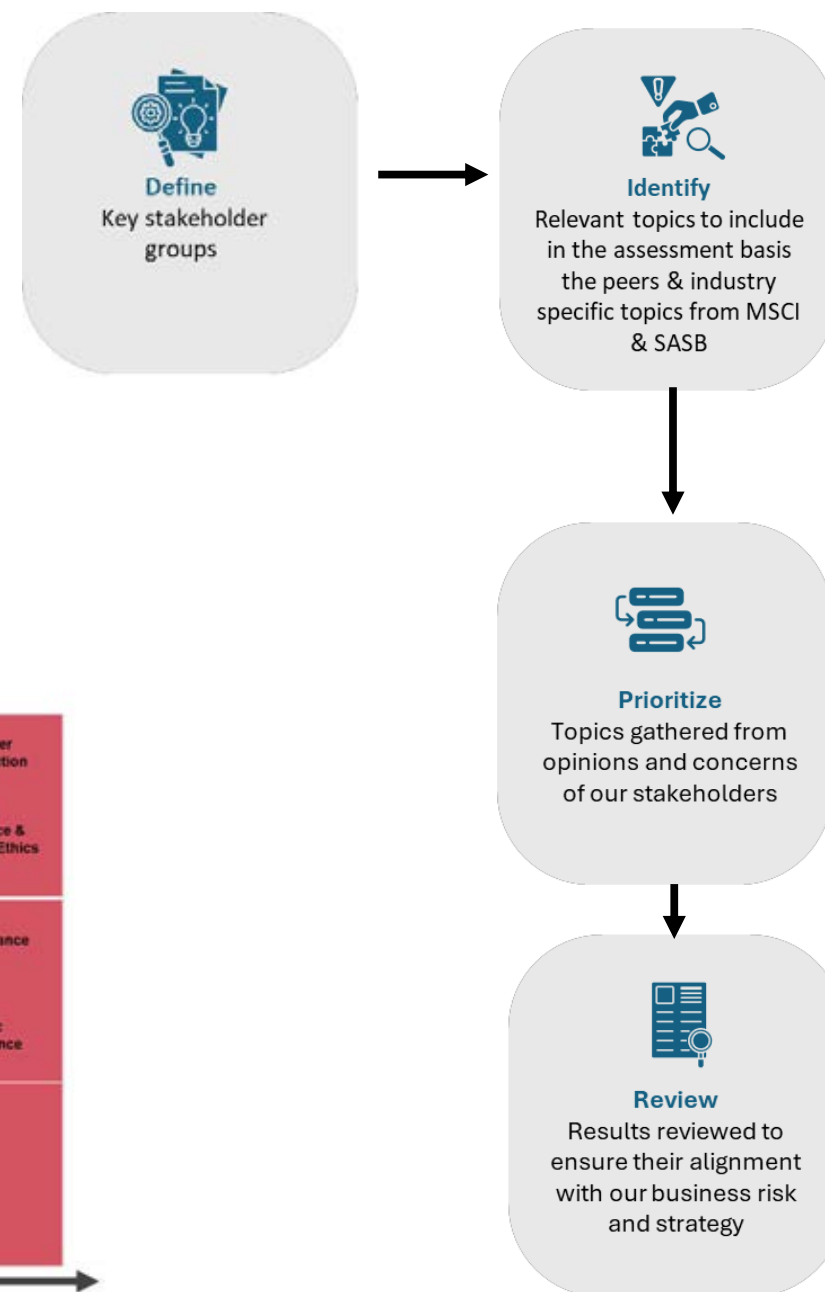 Define
Key stakeholder
groups
Identify
Relevant topics to include
in the assessment basis
the peers & industry
specific topics from MSCI
& SASB
Prioritize
Topics gathered from
opinions and concerns
of our stakeholders
Review
Results reviewed to
ensure their alignment
with our business risk
and strategy
&
Ethics